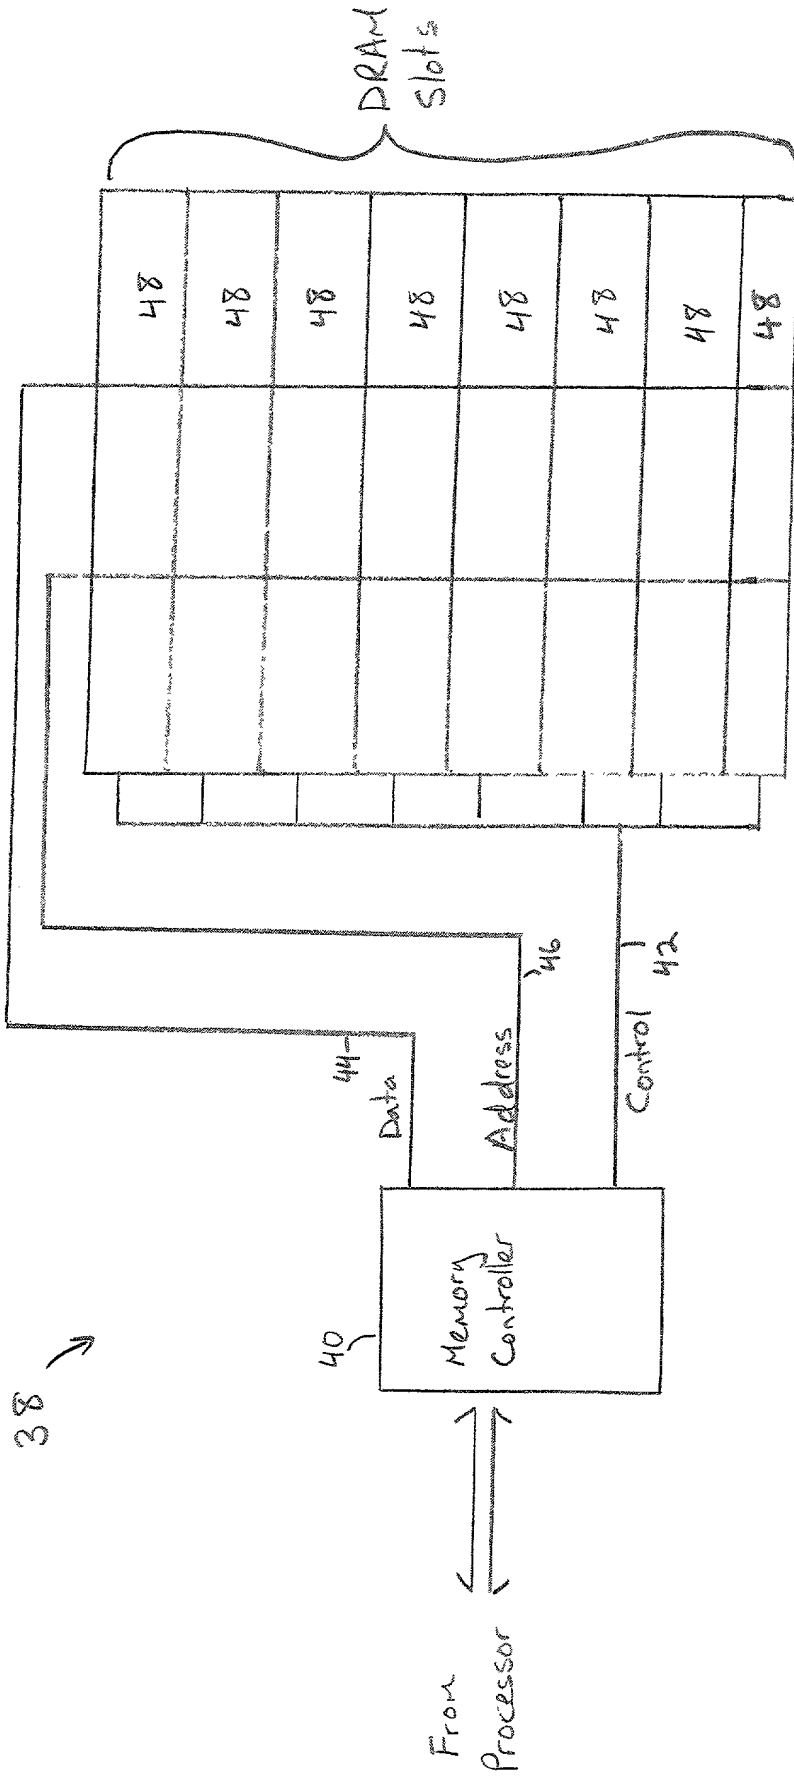 38
From
Processor
40
Memory
Controller
Data
44
Address
46
Control
42
48
48
48
48
48
48
48
48
DRAM
Slots